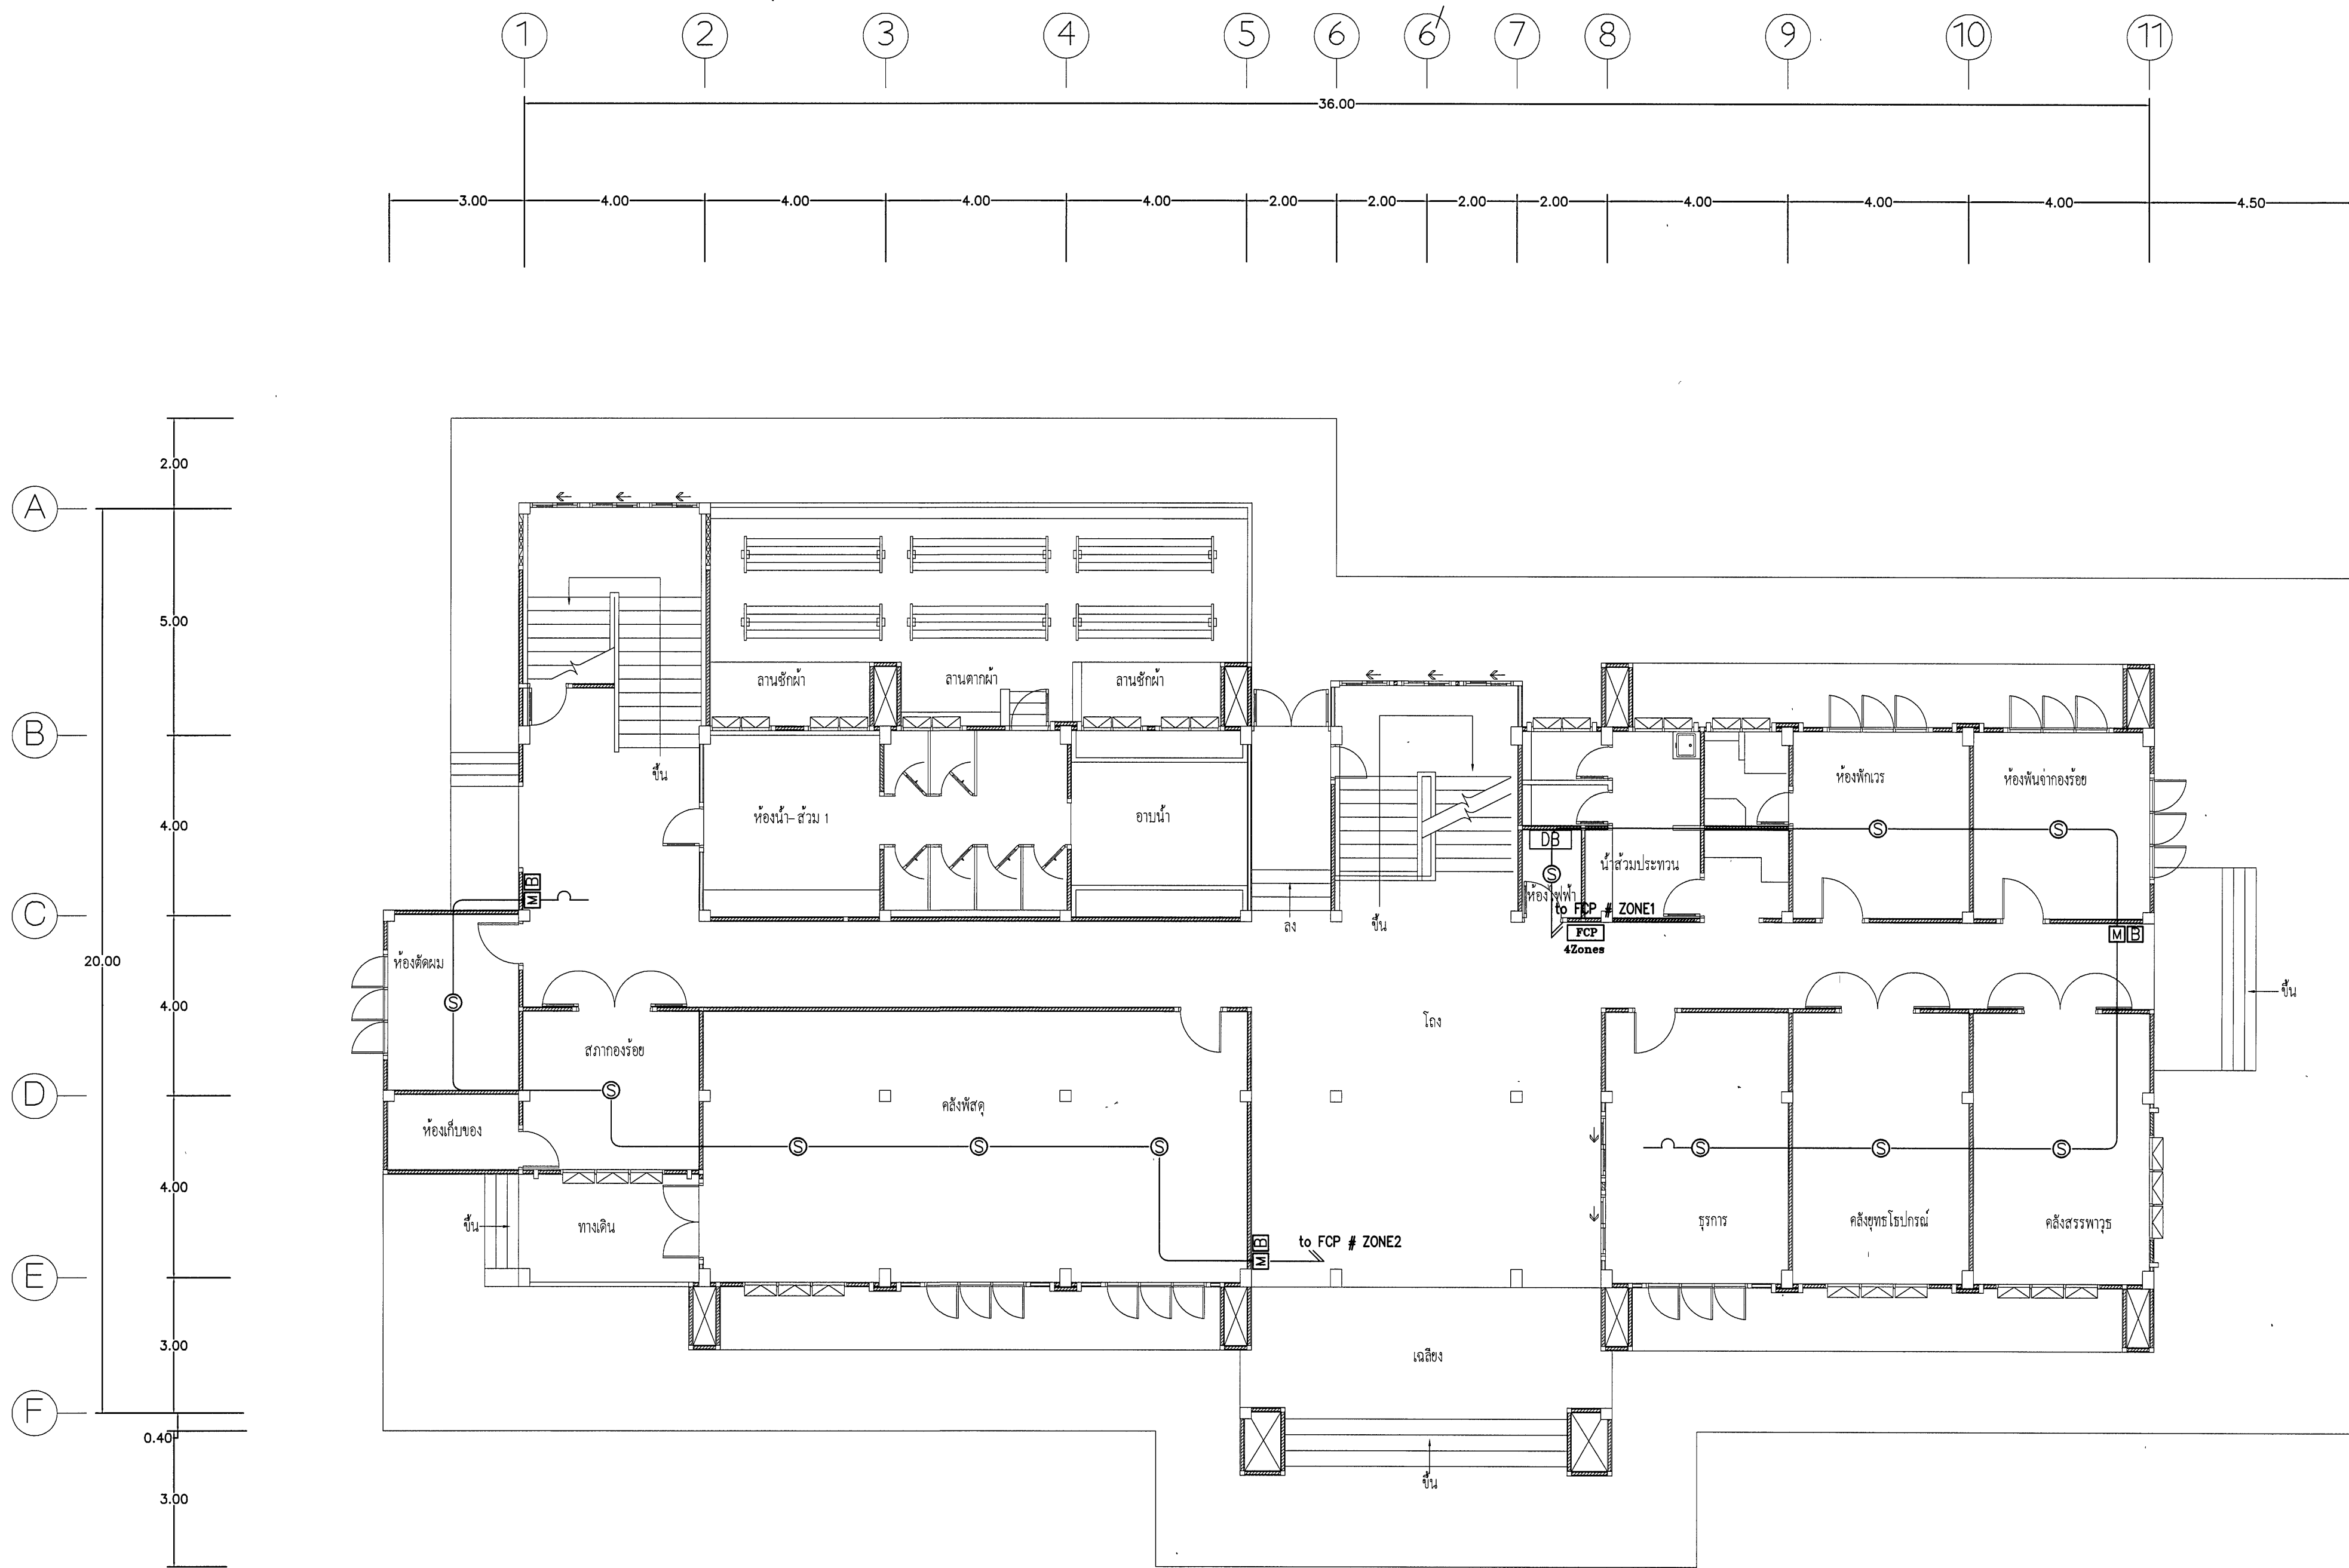 1 2 3 4 5 6 6′ 7 8 9 10 11
36.00
3.00 4.00 4.00 4.00 4.00 2.00 2.00 2.00 2.00 4.00 4.00 4.00 4.50
2.00
A
5.00
ลานซักผ้า ลานตากผ้า ลานซักผ้า
B
ขึ้น
ห้องพักเวร ห้องพันจ่ากองร้อย
4.00
ห้องน้ำ-ส้วม 1 อาบน้ำ
DB
S S
น้ำส้วมประทวน
S
ห้องไฟฟ้า
B
M
to FCP # ZONE1
C
ลง ขึ้น
FCP
M B
4Zones
20.00
ห้องตัดผม
S
4.00
ขึ้น
โถง
สภากองร้อย
S
D
คลังพัสดุ
ห้องเก็บของ
S S S S S S
4.00
ขึ้น ทางเดิน
ธุรการ คลังยุทธโธปกรณ์ คลังสรรพาวุธ
B
M
to FCP # ZONE2
E
3.00
เฉลียง
F
0.40
ขึ้น
3.00